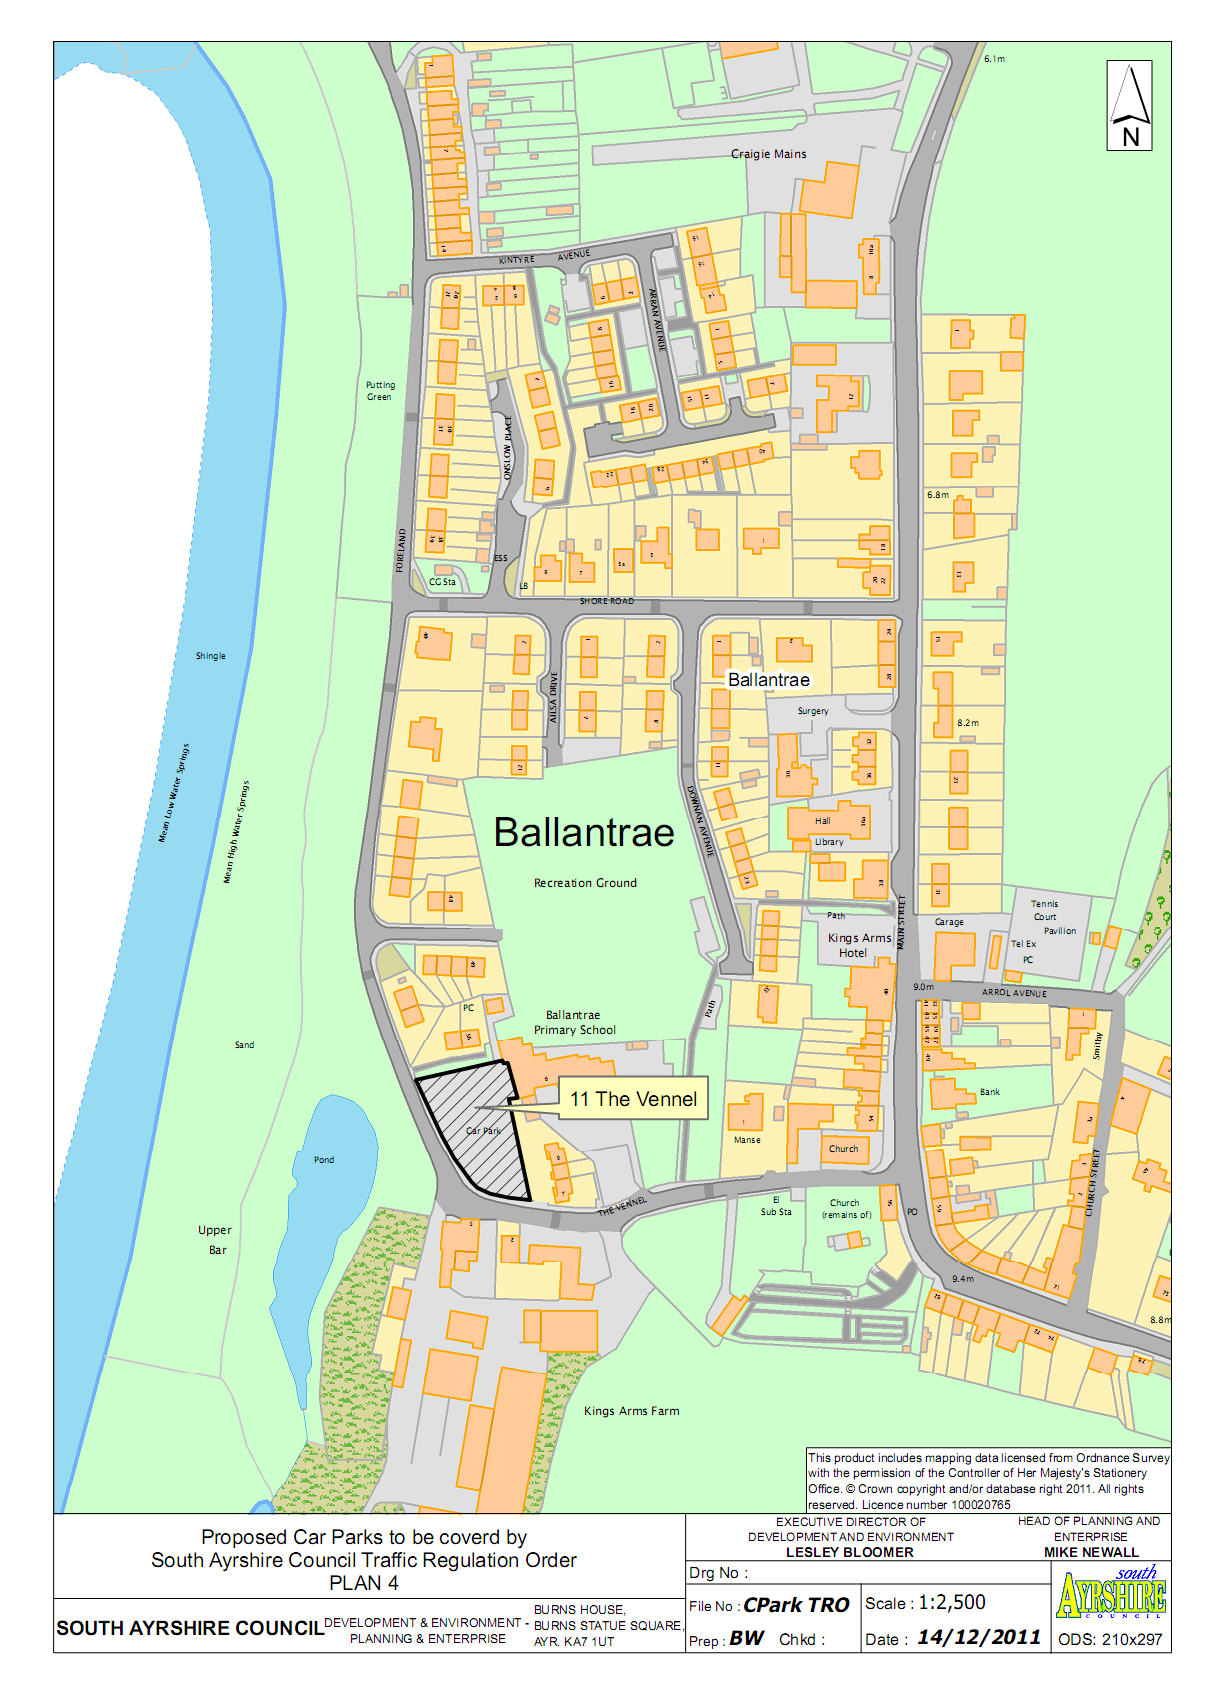 6.1m
N
Craigie Mains
KINTYRE AVENUE
ARRAN AVENUE
Putting
Green
ONSLOW PLACE
6.8m
FORELAND
ESS
CG Sta
LB
SHORE ROAD
Shingle
Ballantrae
Surgery
AILSA DRIVE
8.2m
Mean Low Water Springs
Mean High Water Springs
DOWNAN AVENUE
Hall
Library
Ballantrae
Recreation Ground
MAIN STREET
Path
Garage
Tennis
Court
Pavilion
Kings Arms
Hotel
Tel Ex
PC
9.0m
ARROL AVENUE
PC
Path
Ballantrae
Primary School
Sand
Smithy
11 The Vennel
Bank
Car Park
Manse
Church
Pond
CHURCH STREET
THE VENNEL
El
Sub Sta
Church
(remains of)
PO
Upper
Bar
9.4m
8.8m
Kings Arms Farm
This product includes mapping data licensed from Ordnance Survey
with the permission of the Controller of Her Majesty's Stationery
Office. © Crown copyright and/or database right 2011. All rights
reserved. Licence number 100020765
Proposed Car Parks to be coverd by
South Ayrshire Council Traffic Regulation Order
PLAN 4
EXECUTIVE DIRECTOR OF
DEVELOPMENT AND ENVIRONMENT
LESLEY BLOOMER
HEAD OF PLANNING AND
ENTERPRISE
MIKE NEWALL
Drg No :
File No : CPark TRO
Scale : 1:2,500
Prep : BW Chkd :
Date : 14/12/2011
south
AYRSHIRE
COUNCIL
ODS: 210x297
SOUTH AYRSHIRE COUNCIL
DEVELOPMENT & ENVIRONMENT -
PLANNING & ENTERPRISE
BURNS HOUSE,
BURNS STATUE SQUARE,
AYR. KA7 1UT